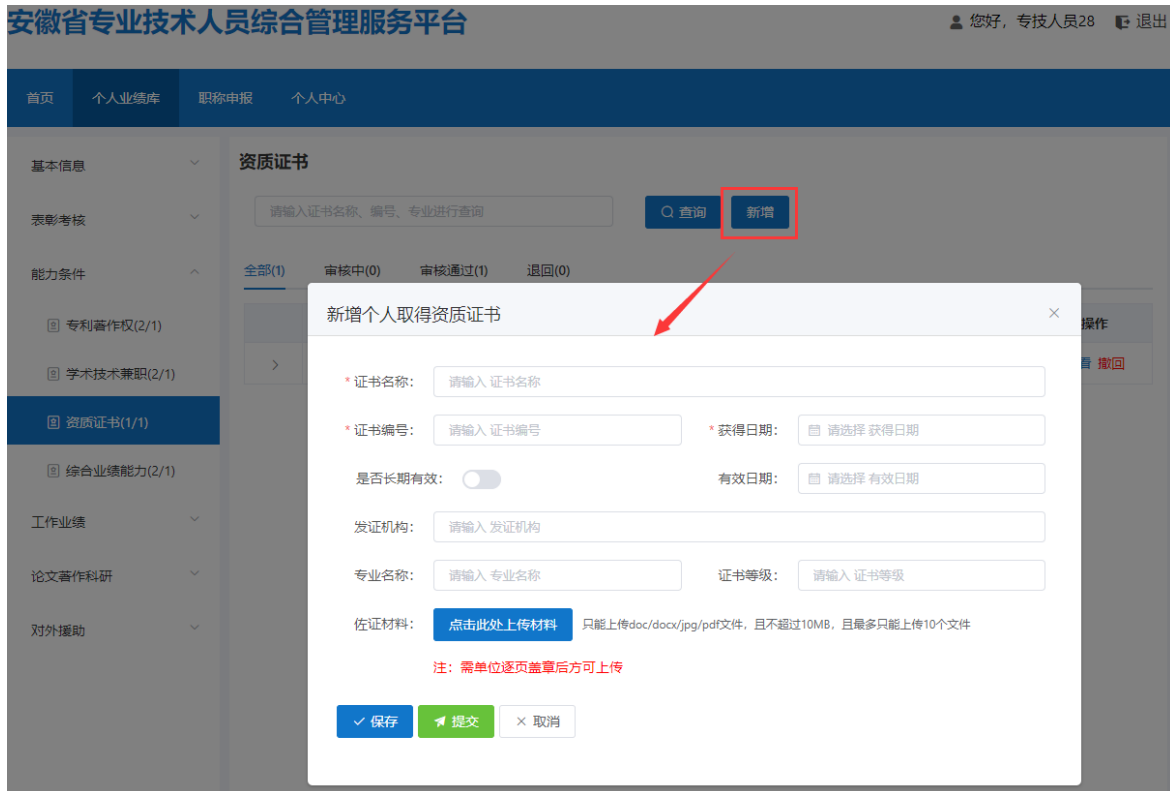 安徽省专业技术人员综合管理服务平台
您好，专技人员28 退出
首页 个人业绩库 职称申报 个人中心
基本信息
表彰考核
能力条件
专利著作权(2/1)
学术技术兼职(2/1)
资质证书(1/1)
综合业绩能力(2/1)
工作业绩
论文著作科研
对外援助
资质证书
请输入证书名称、编号、专业进行查询 查询 新增
全部(1) 审核中(0) 审核通过(1) 退回(0)
操作
看 撤回
新增个人取得资质证书
* 证书名称： 请输入 证书名称
* 证书编号： 请输入 证书编号 * 获得日期： 请选择 获得日期
是否长期有效： 有效日期： 请选择 有效日期
发证机构： 请输入 发证机构
专业名称： 请输入 专业名称 证书等级： 请输入 证书等级
佐证材料： 点击此处上传材料 只能上传doc/docx/jpg/pdf文件，且不超过10MB，且最多只能上传10个文件
注：需单位逐页盖章后方可上传
保存 提交 取消